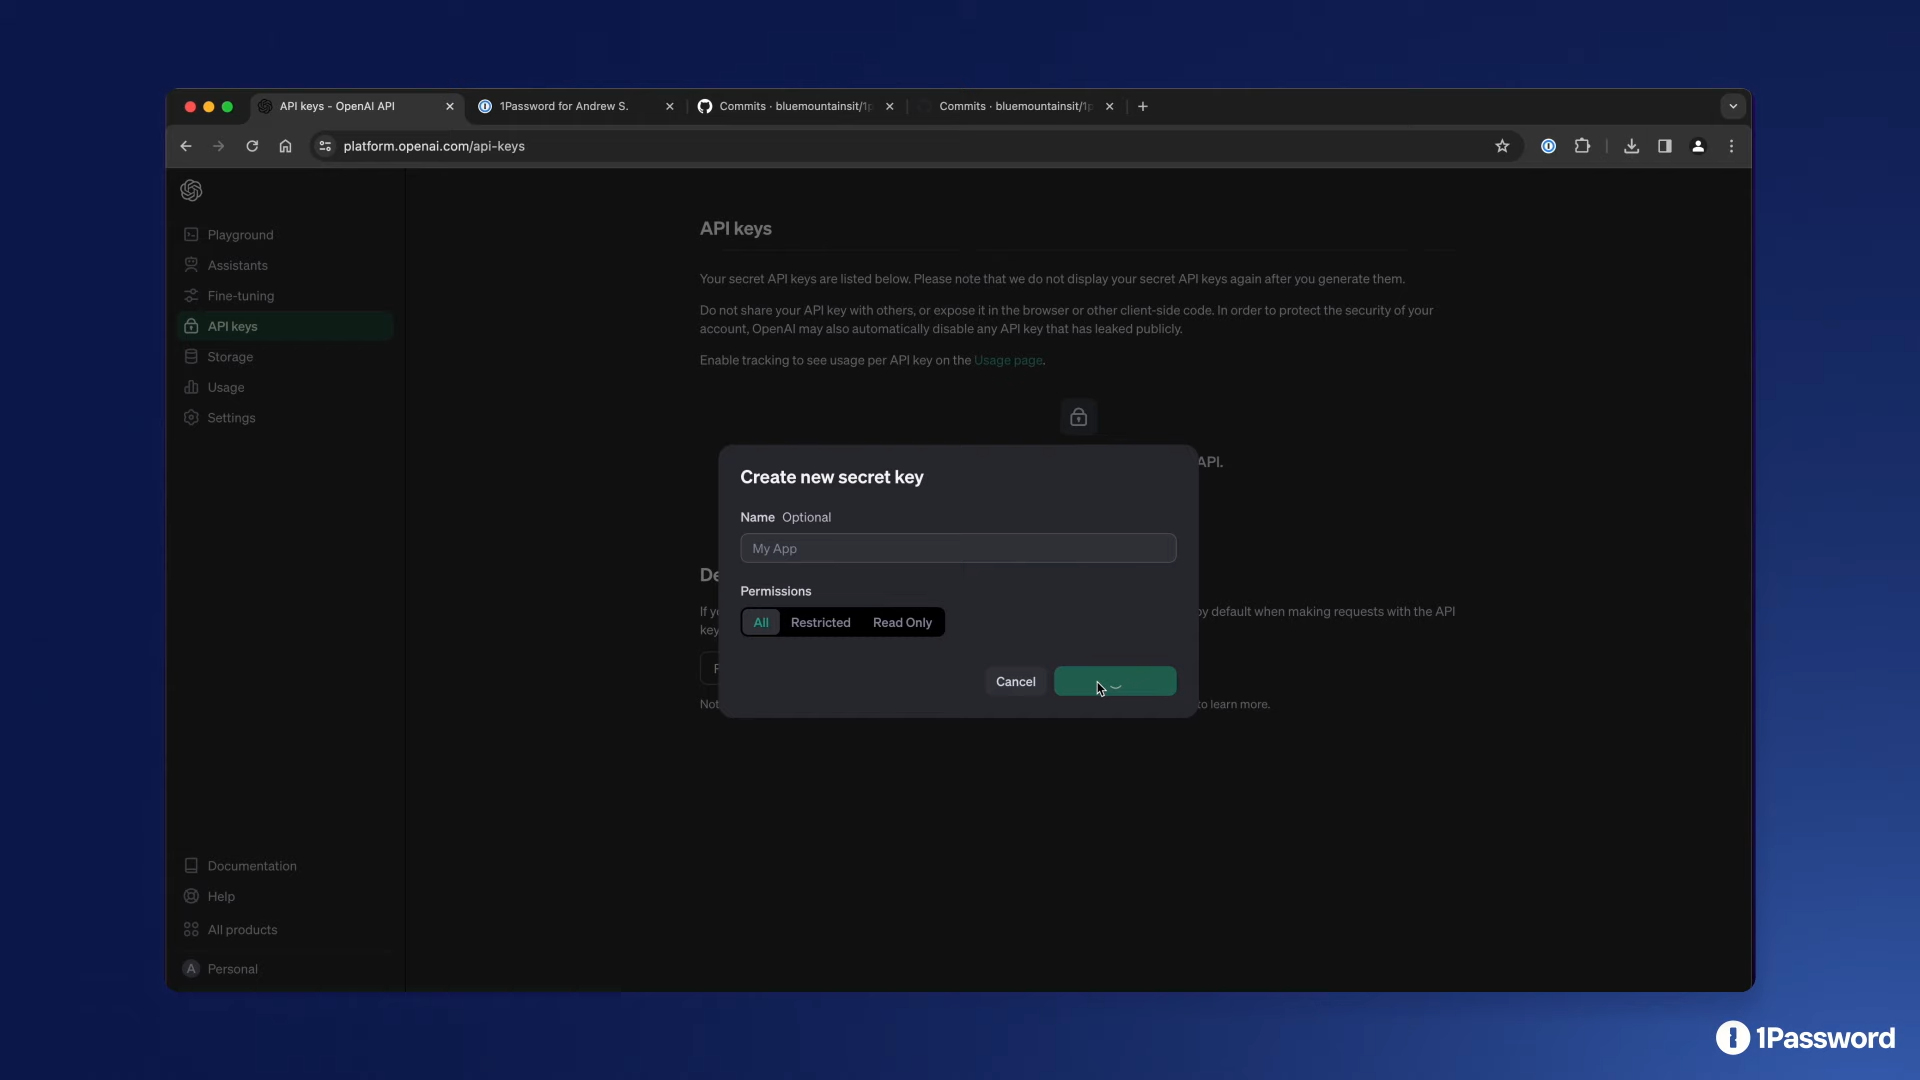 API keys - OpenAI API
1Password for Andrew S.
Commits · bluemountainsit/1p
Commits · bluemountainsit/1p
platform.openai.com/api-keys
Playground
Assistants
Fine-tuning
API keys
Storage
Usage
Settings
API keys
Your secret API keys are listed below. Please note that we do not display your secret API keys again after you generate them.
Do not share your API key with others, or expose it in the browser or other client-side code. In order to protect the security of your
account, OpenAI may also automatically disable any API key that has leaked publicly.
Enable tracking to see usage per API key on the Usage page.
API.
Create new secret key
Name Optional
My App
De
Permissions
If y
by default when making requests with the API
key
All Restricted Read Only
Cancel
Not
to learn more.
Documentation
Help
All products
A Personal
1Password